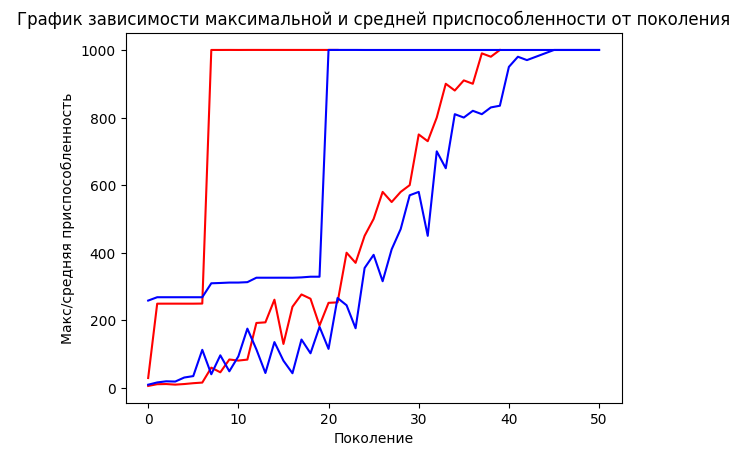 График зависимости максимальной и средней приспособленности от поколения
Макс/средняя приспособленность
1000
800
600
400
200
0
0 10 20 30 40 50
Поколение